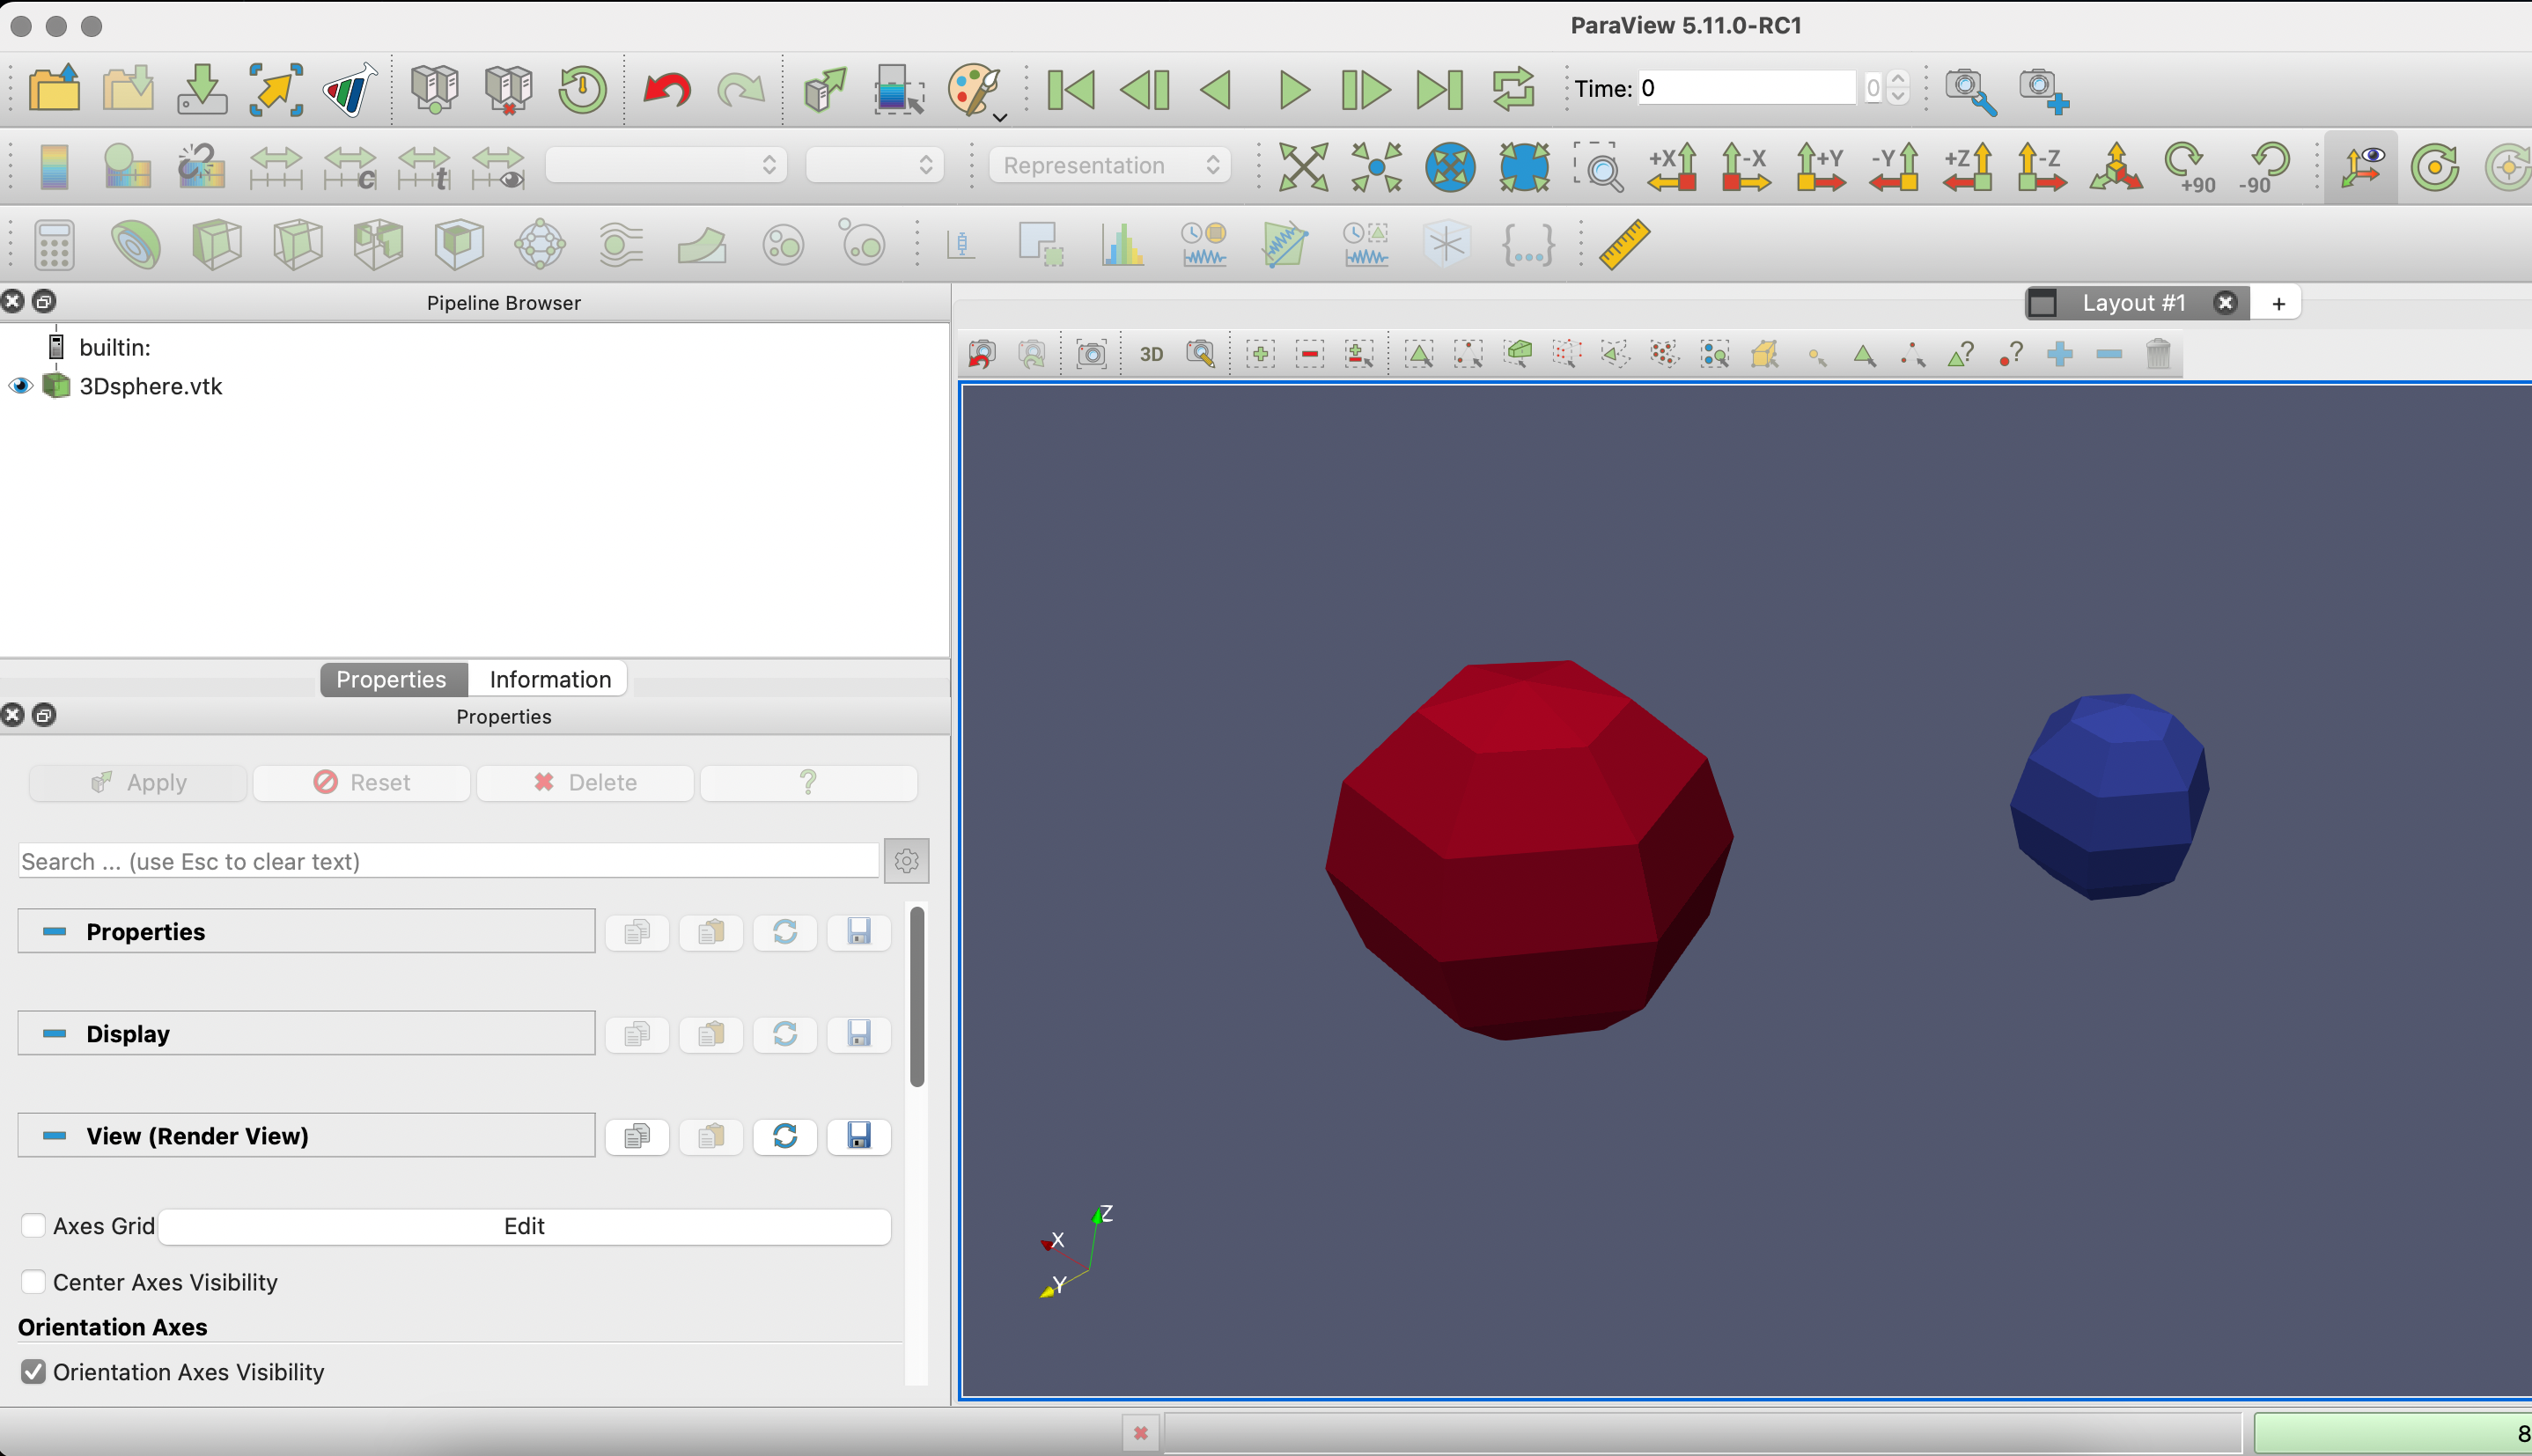 ParaView 5.11.0-RC1
Time: 0 0
c t Representation +X -X +Y -Y +Z -Z +90 -90
{...}
Pipeline Browser
Layout #1 +
builtin:
3D
3Dsphere.vtk
Properties Information
Properties
Apply Reset Delete ?
Search ... (use Esc to clear text)
Properties
Display
View (Render View)
Axes Grid Edit
Center Axes Visibility
Orientation Axes
Orientation Axes Visibility
Z
X
Y
8